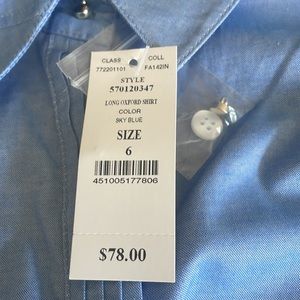 CLASS COLL
772201101 FA142IN
STYLE
570120347
LONG OXFORD SHIRT
COLOR
SKY BLUE
SIZE
6
451005177806
$78.00